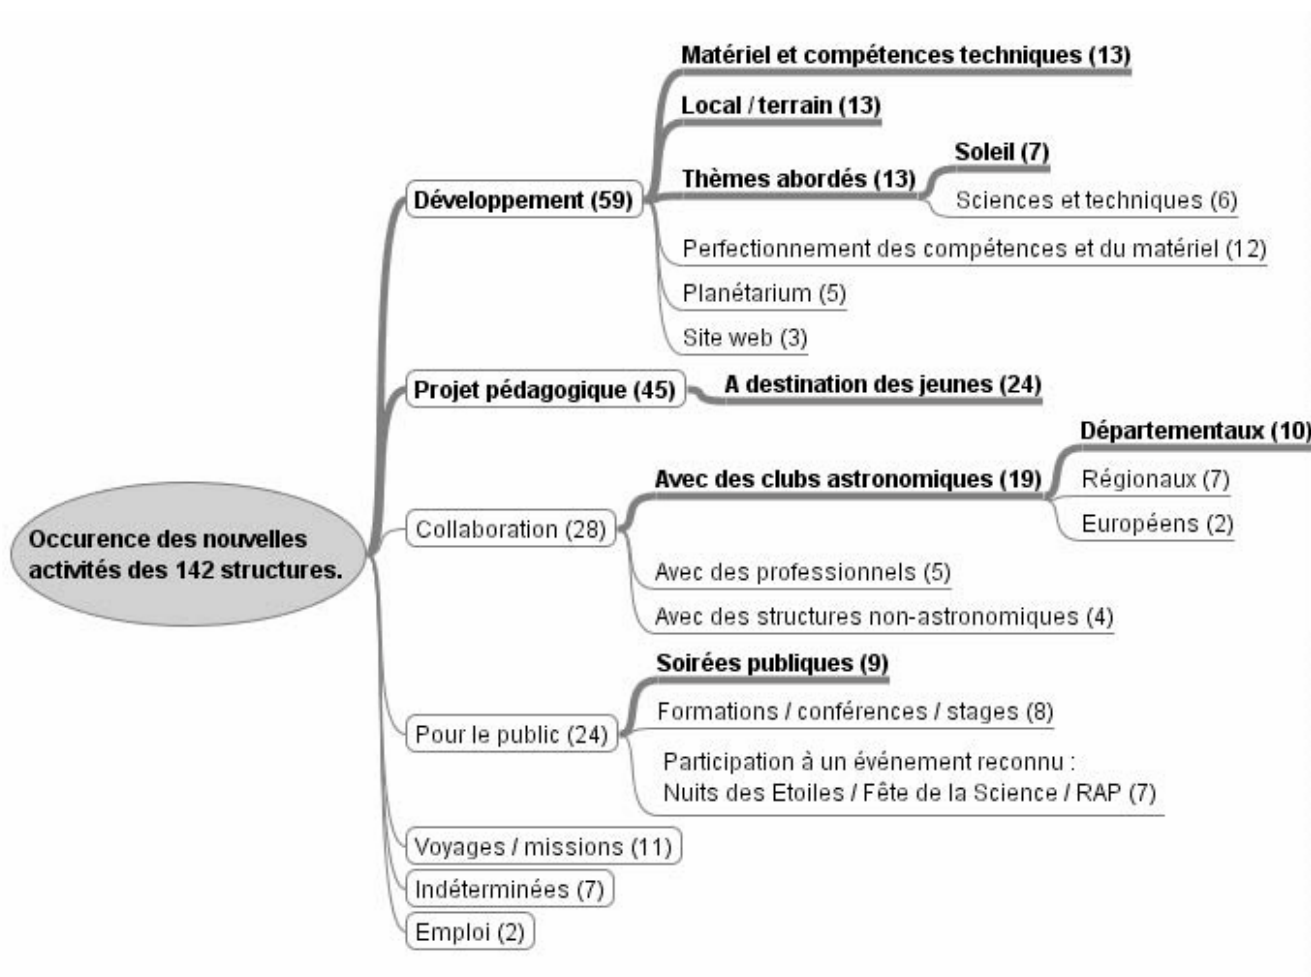 Matériel et compétences techniques (13)
Local / terrain (13)
Soleil (7)
Thèmes abordés (13)
Développement (59)
Sciences et techniques (6)
Perfectionnement des compétences et du matériel (12)
Planétarium (5)
Site web (3)
Projet pédagogique (45)
A destination des jeunes (24)
Départementaux (10)
Avec des clubs astronomiques (19)
Régionaux (7)
Collaboration (28)
Européens (2)
Occurence des nouvelles
activités des 142 structures.
Avec des professionnels (5)
Avec des structures non-astronomiques (4)
Soirées publiques (9)
Formations / conférences / stages (8)
Pour le public (24)
Participation à un événement reconnu :
Nuits des Etoiles / Fête de la Science / RAP (7)
Voyages / missions (11)
Indéterminées (7)
Emploi (2)